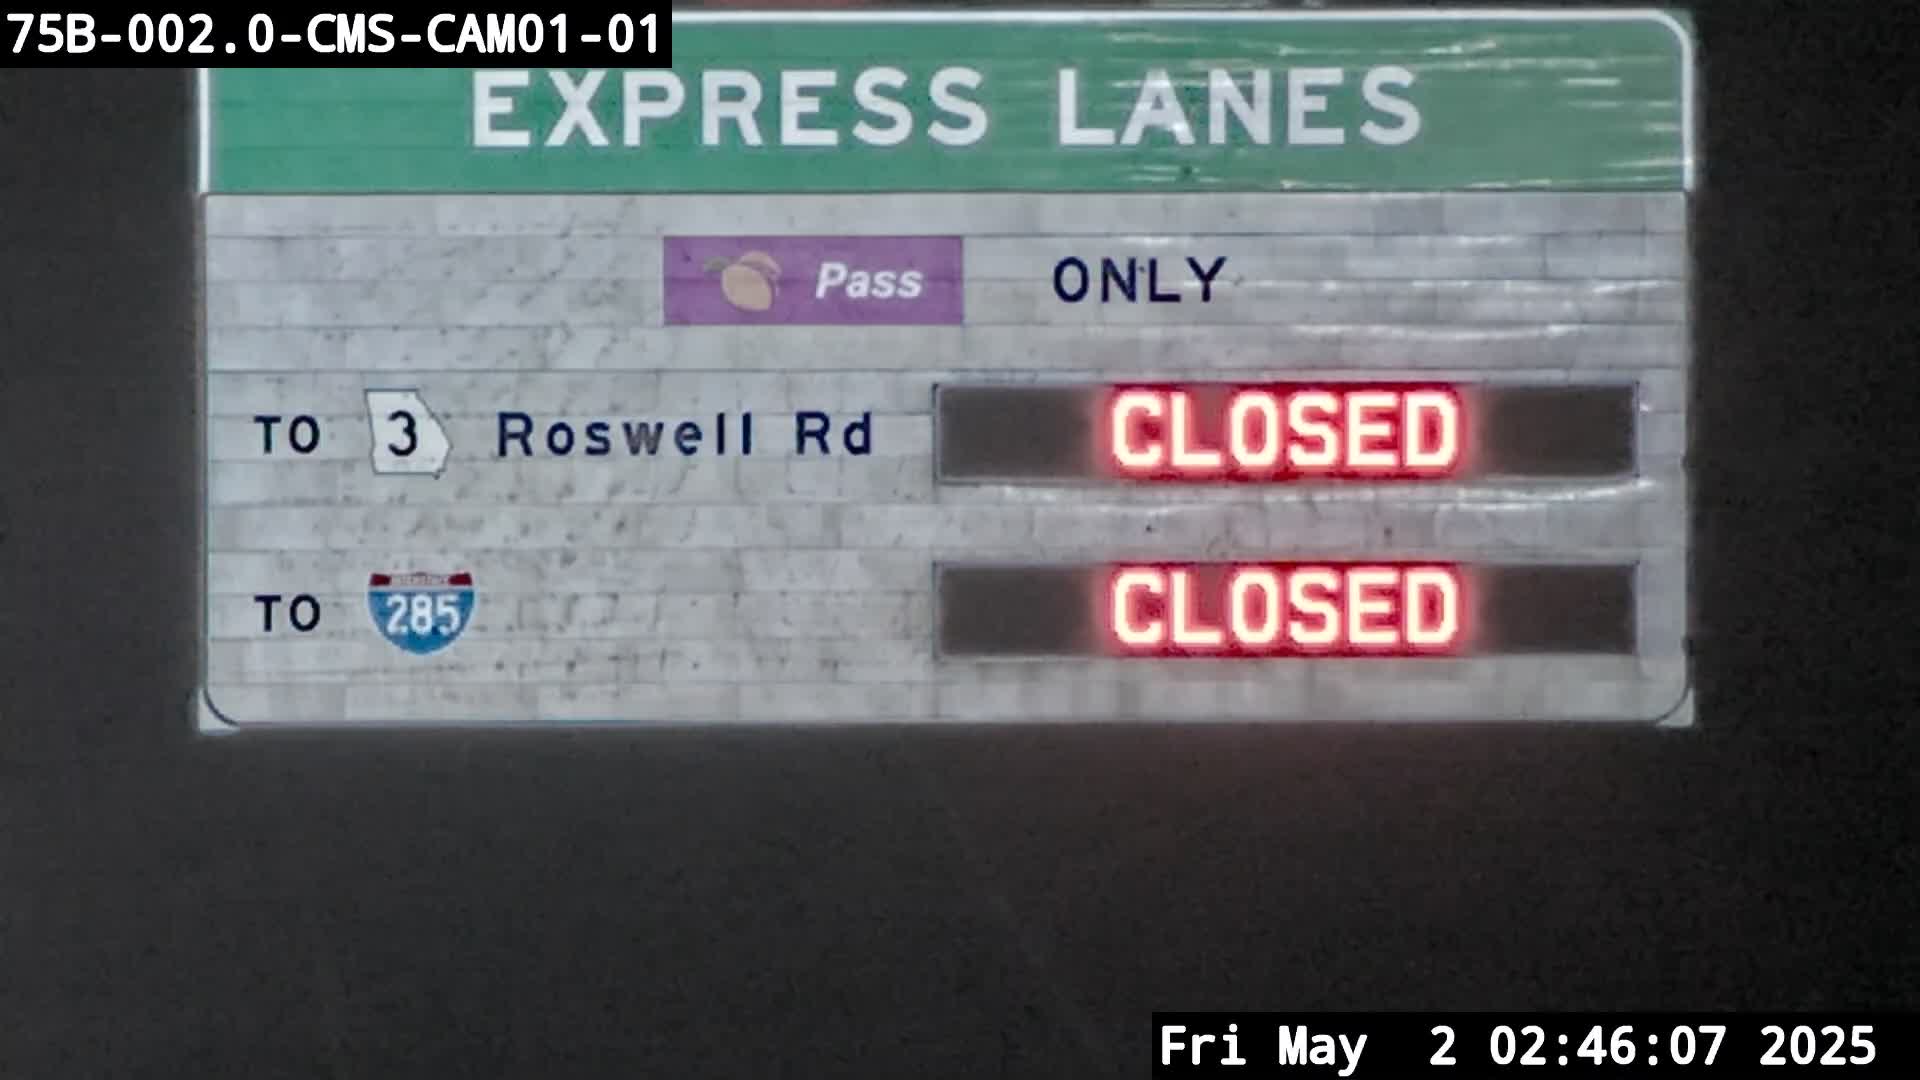 75B-002.0-CMS-CAM01-01
EXPRESS LANES
Pass ONLY
TO 3 Roswell Rd CLOSED
INTERSTATE
TO 285 CLOSED
Fri May 2 02:46:07 2025